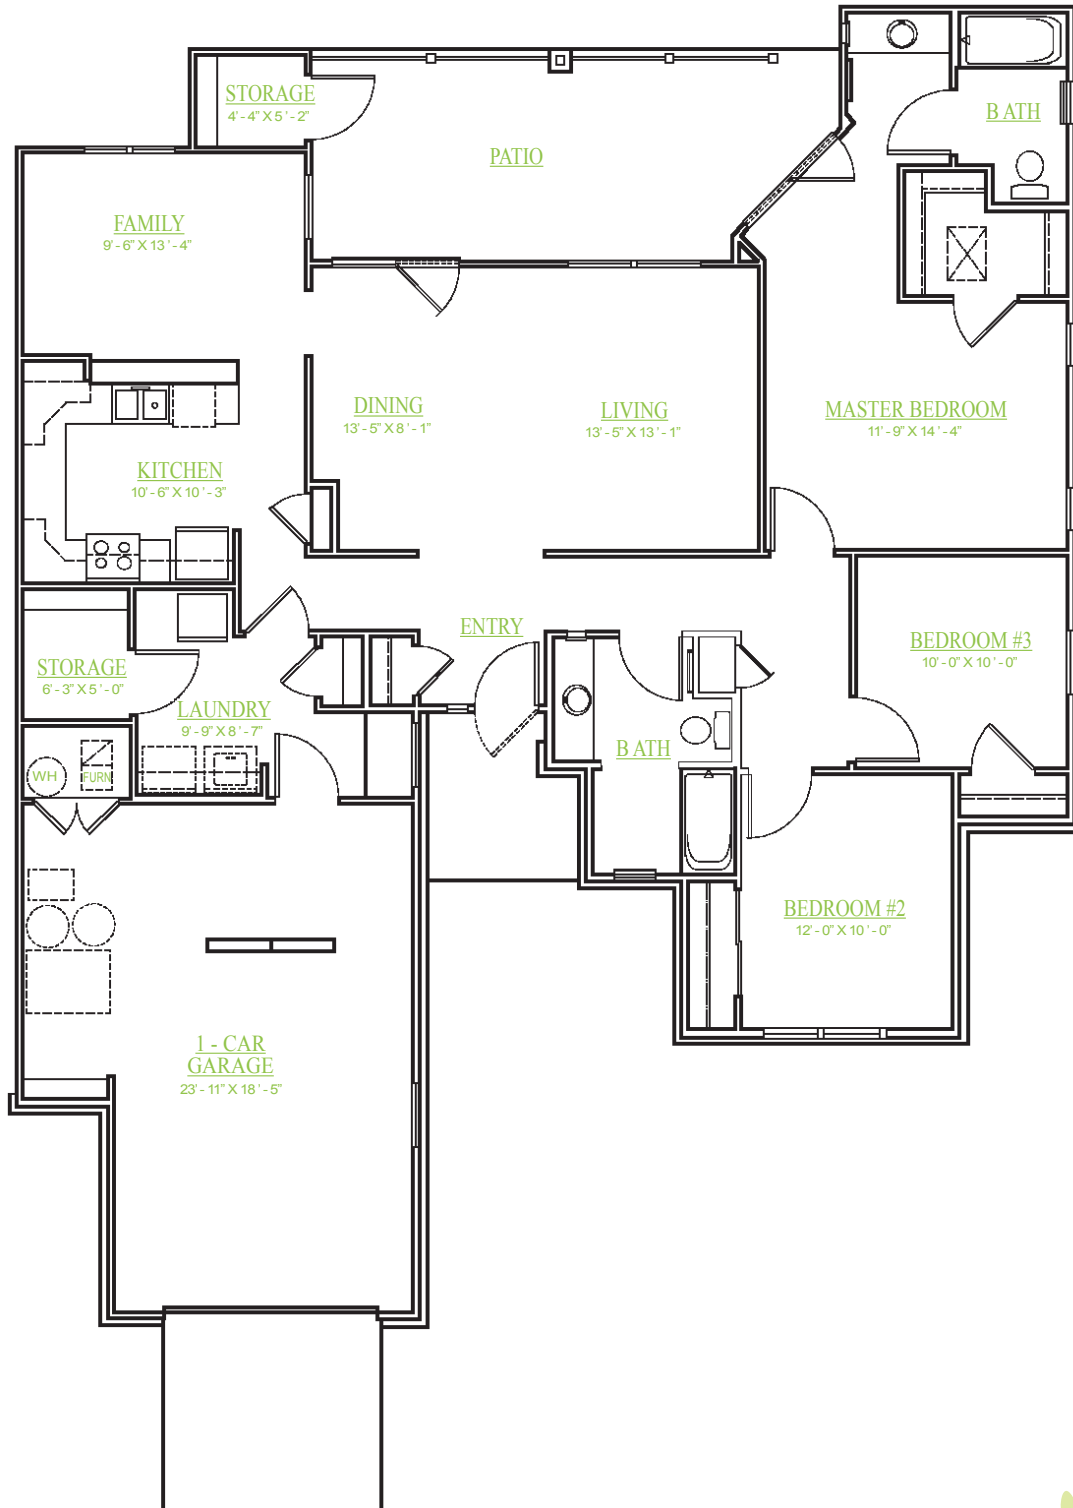 STORAGE
4'-4" X 5'-2"
BATH
PATIO
FAMILY
9'-6" X 13'-4"
DINING
13'-5" X 8'-1"
LIVING
13'-5" X 13'-1"
MASTER BEDROOM
11'-9" X 14'-4"
KITCHEN
10'-6" X 10'-3"
ENTRY
BEDROOM #3
10'-0" X 10'-0"
STORAGE
6'-3" X 5'-0"
LAUNDRY
9'-9" X 8'-7"
BATH
WH
FURN
BEDROOM #2
12'-0" X 10'-0"
1 - CAR
GARAGE
23'-11" X 18'-5"